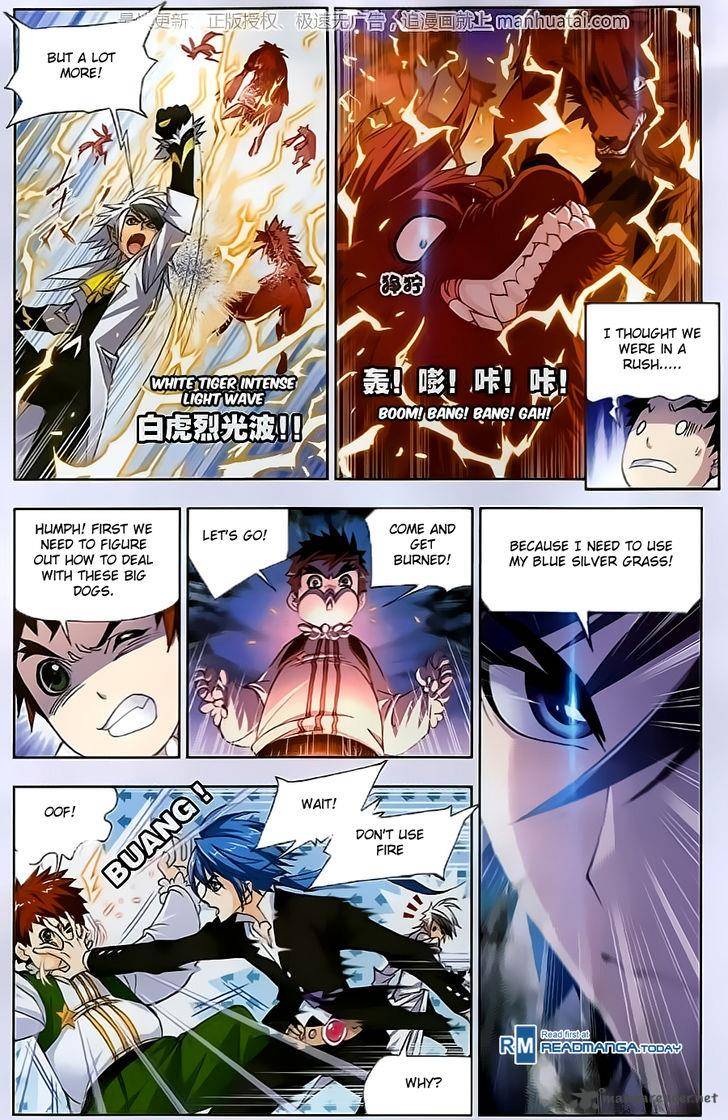 最快更新、正版授权、极速无广告，追漫画就上 manhuatai.com
BUT A LOT
MORE!
WHITE TIGER INTENSE
LIGHT WAVE
白虎烈光波!!
狰狞
轰! 嘭! 咔! 咔!
BOOM! BANG! BANG! GAH!
I THOUGHT WE
WERE IN A
RUSH.....
HUMPH! FIRST WE
NEED TO FIGURE
OUT HOW TO DEAL
WITH THESE BIG
DOGS.
LET'S GO!
COME AND
GET
BURNED!
BECAUSE I NEED TO USE
MY BLUE SILVER GRASS!
OOF!
BUANG!
WAIT!
DON'T USE
FIRE
!!
WHY?
RM
Read first at
READMANGA.TODAY